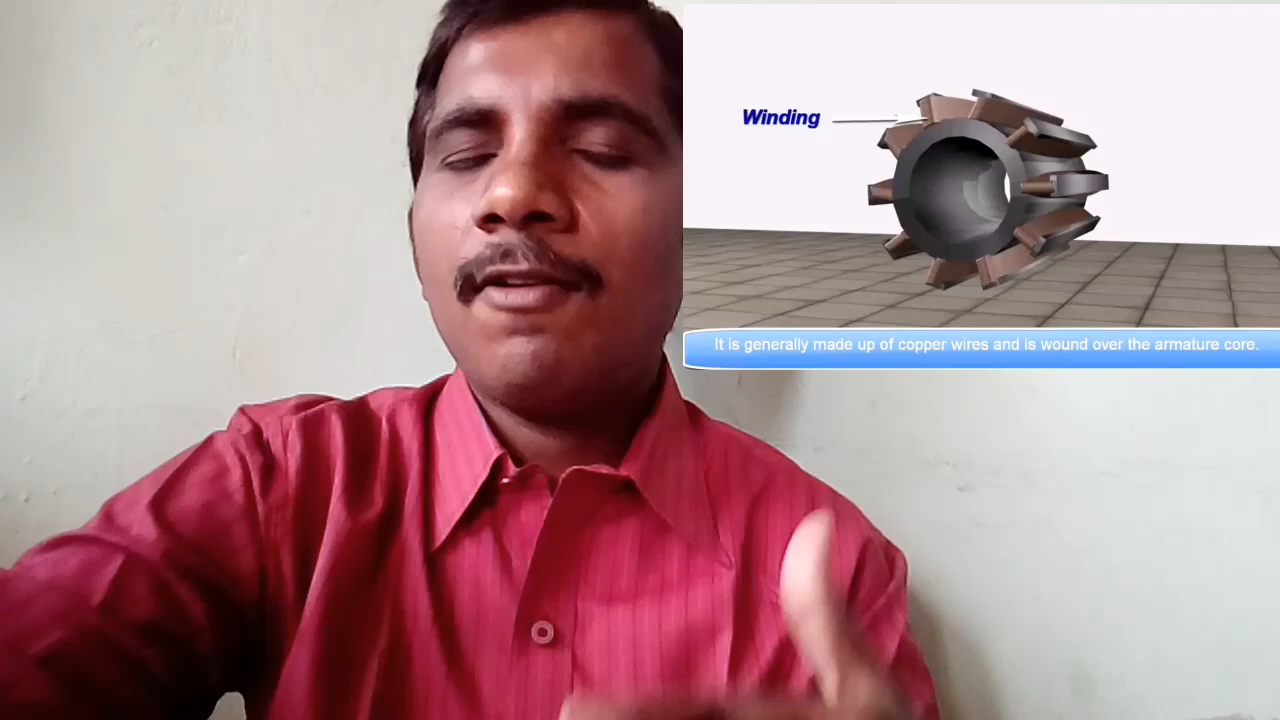 Winding
It is generally made up of copper wires and is wound over the armature core.